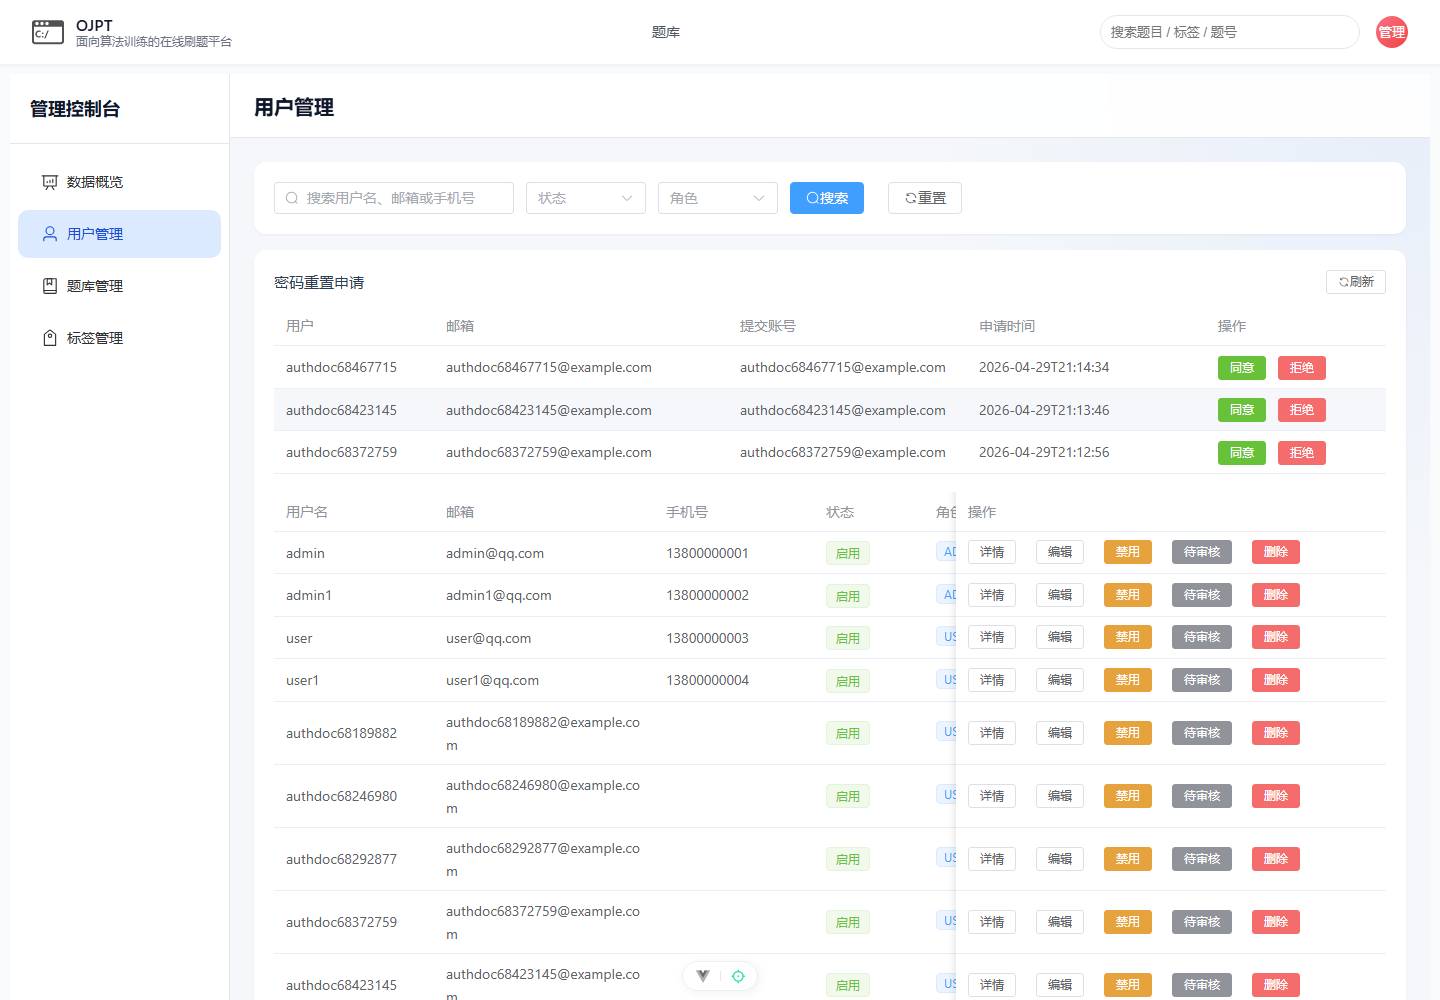 C:/
OJPT
面向算法训练的在线刷题平台
题库
搜索题目 / 标签 / 题号
管理
管理控制台
数据概览
用户管理
题库管理
标签管理
用户管理
搜索用户名、邮箱或手机号
状态
角色
搜索
重置
密码重置申请
刷新
用户 邮箱 提交账号 申请时间 操作
authdoc68467715 authdoc68467715@example.com authdoc68467715@example.com 2026-04-29T21:14:34 同意 拒绝
authdoc68423145 authdoc68423145@example.com authdoc68423145@example.com 2026-04-29T21:13:46 同意 拒绝
authdoc68372759 authdoc68372759@example.com authdoc68372759@example.com 2026-04-29T21:12:56 同意 拒绝
用户名 邮箱 手机号 状态 角色 操作
admin admin@qq.com 13800000001 启用 AD 详情 编辑 禁用 待审核 删除
admin1 admin1@qq.com 13800000002 启用 AD 详情 编辑 禁用 待审核 删除
user user@qq.com 13800000003 启用 US 详情 编辑 禁用 待审核 删除
user1 user1@qq.com 13800000004 启用 US 详情 编辑 禁用 待审核 删除
authdoc68189882 authdoc68189882@example.co 启用 US 详情 编辑 禁用 待审核 删除
m
authdoc68246980 authdoc68246980@example.co 启用 US 详情 编辑 禁用 待审核 删除
m
authdoc68292877 authdoc68292877@example.co 启用 US 详情 编辑 禁用 待审核 删除
m
authdoc68372759 authdoc68372759@example.co 启用 US 详情 编辑 禁用 待审核 删除
m
authdoc68423145 authdoc68423145@example.co 启用 US 详情 编辑 禁用 待审核 删除
m